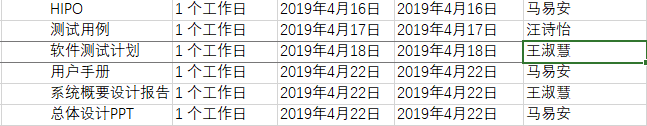 HIPO 1 个工作日 2019年4月16日 2019年4月16日 马易安
测试用例 1 个工作日 2019年4月17日 2019年4月17日 汪诗怡
软件测试计划 1 个工作日 2019年4月18日 2019年4月18日 王淑慧
用户手册 1 个工作日 2019年4月22日 2019年4月22日 马易安
系统概要设计报告 1 个工作日 2019年4月22日 2019年4月22日 王淑慧
总体设计PPT 1 个工作日 2019年4月22日 2019年4月22日 马易安